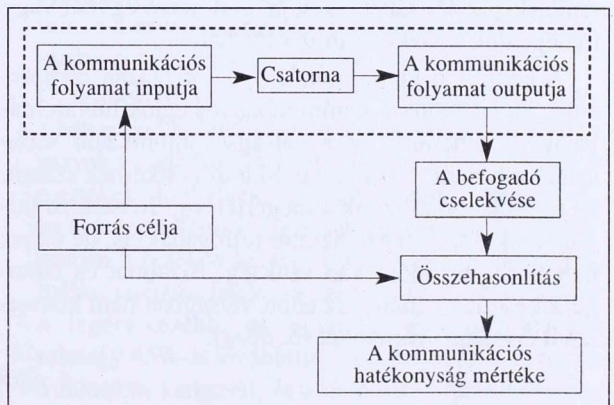 A kommunikációs
folyamat inputja
Csatorna
A kommunikációs
folyamat outputja
A befogadó
cselekvése
Forrás célja
Összehasonlítás
A kommunikációs
hatékonyság mértéke